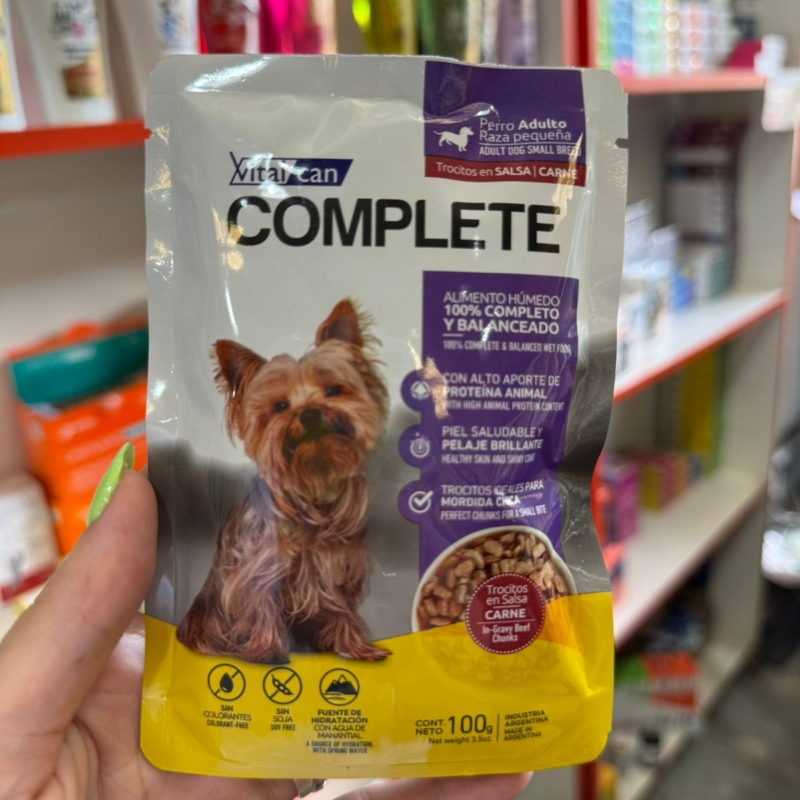 Perro Adulto
Raza pequeña
ADULT DOG SMALL BREED
Trocitos en SALSA | CARNE
Vital can
COMPLETE
ALIMENTO HÚMEDO
100% COMPLETO
Y BALANCEADO
100% COMPLETE & BALANCED WET FOOD
CON ALTO APORTE DE
PROTEÍNA ANIMAL
WITH HIGH ANIMAL PROTEIN CONTENT
PIEL SALUDABLE Y
PELAJE BRILLANTE
HEALTHY SKIN AND SHINY COAT
TROCITOS IDEALES PARA
MORDIDA CHICA
PERFECT CHUNKS FOR A SMALL BITE
Trocitos
en Salsa
CARNE
In-Gravy Beef
Chunks
SIN
COLORANTES
COLORANT-FREE
SIN
SOJA
SOY FREE
FUENTE DE
HIDRATACIÓN
CON AGUA DE
MANANTIAL
A SOURCE OF HYDRATION,
WITH SPRING WATER
CONT. NETO 100g
Net weight 3.5oz.
INDUSTRIA
ARGENTINA
MADE IN
ARGENTINA